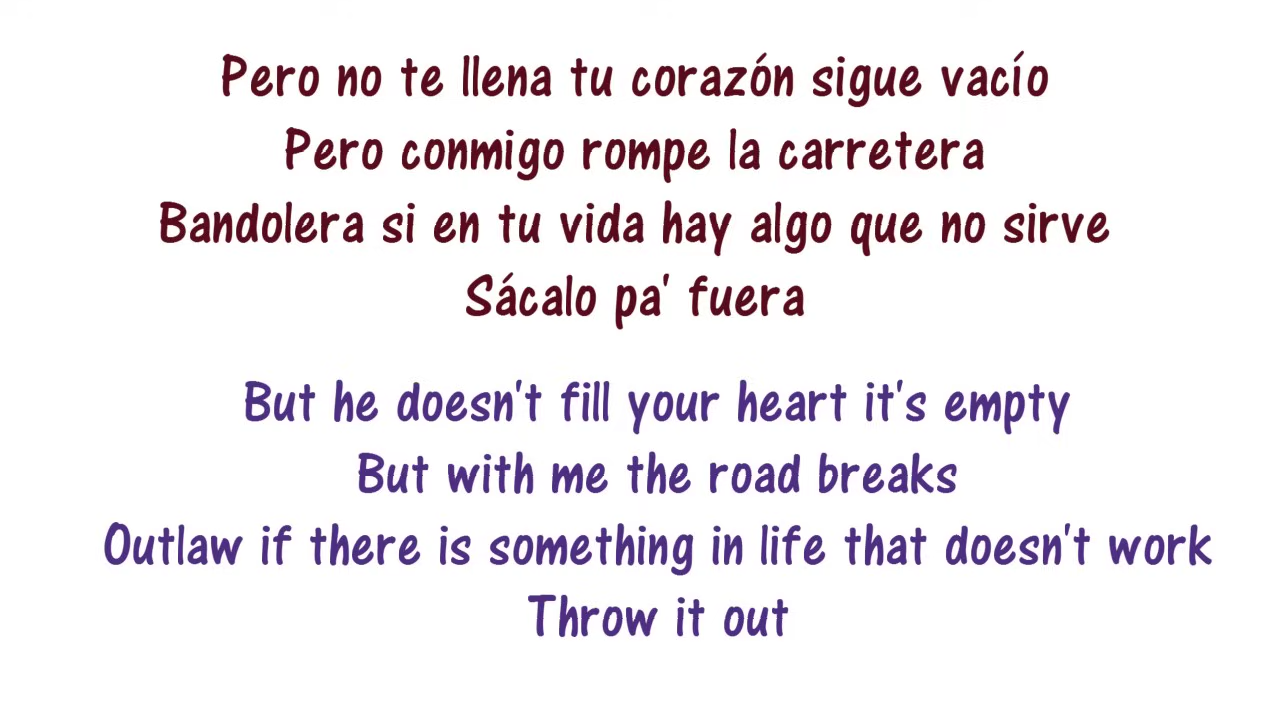 Pero no te llena tu corazón sigue vacío
Pero conmigo rompe la carretera
Bandolera si en tu vida hay algo que no sirve
Sácalo pa' fuera
But he doesn't fill your heart it's empty
But with me the road breaks
Outlaw if there is something in life that doesn't work
Throw it out